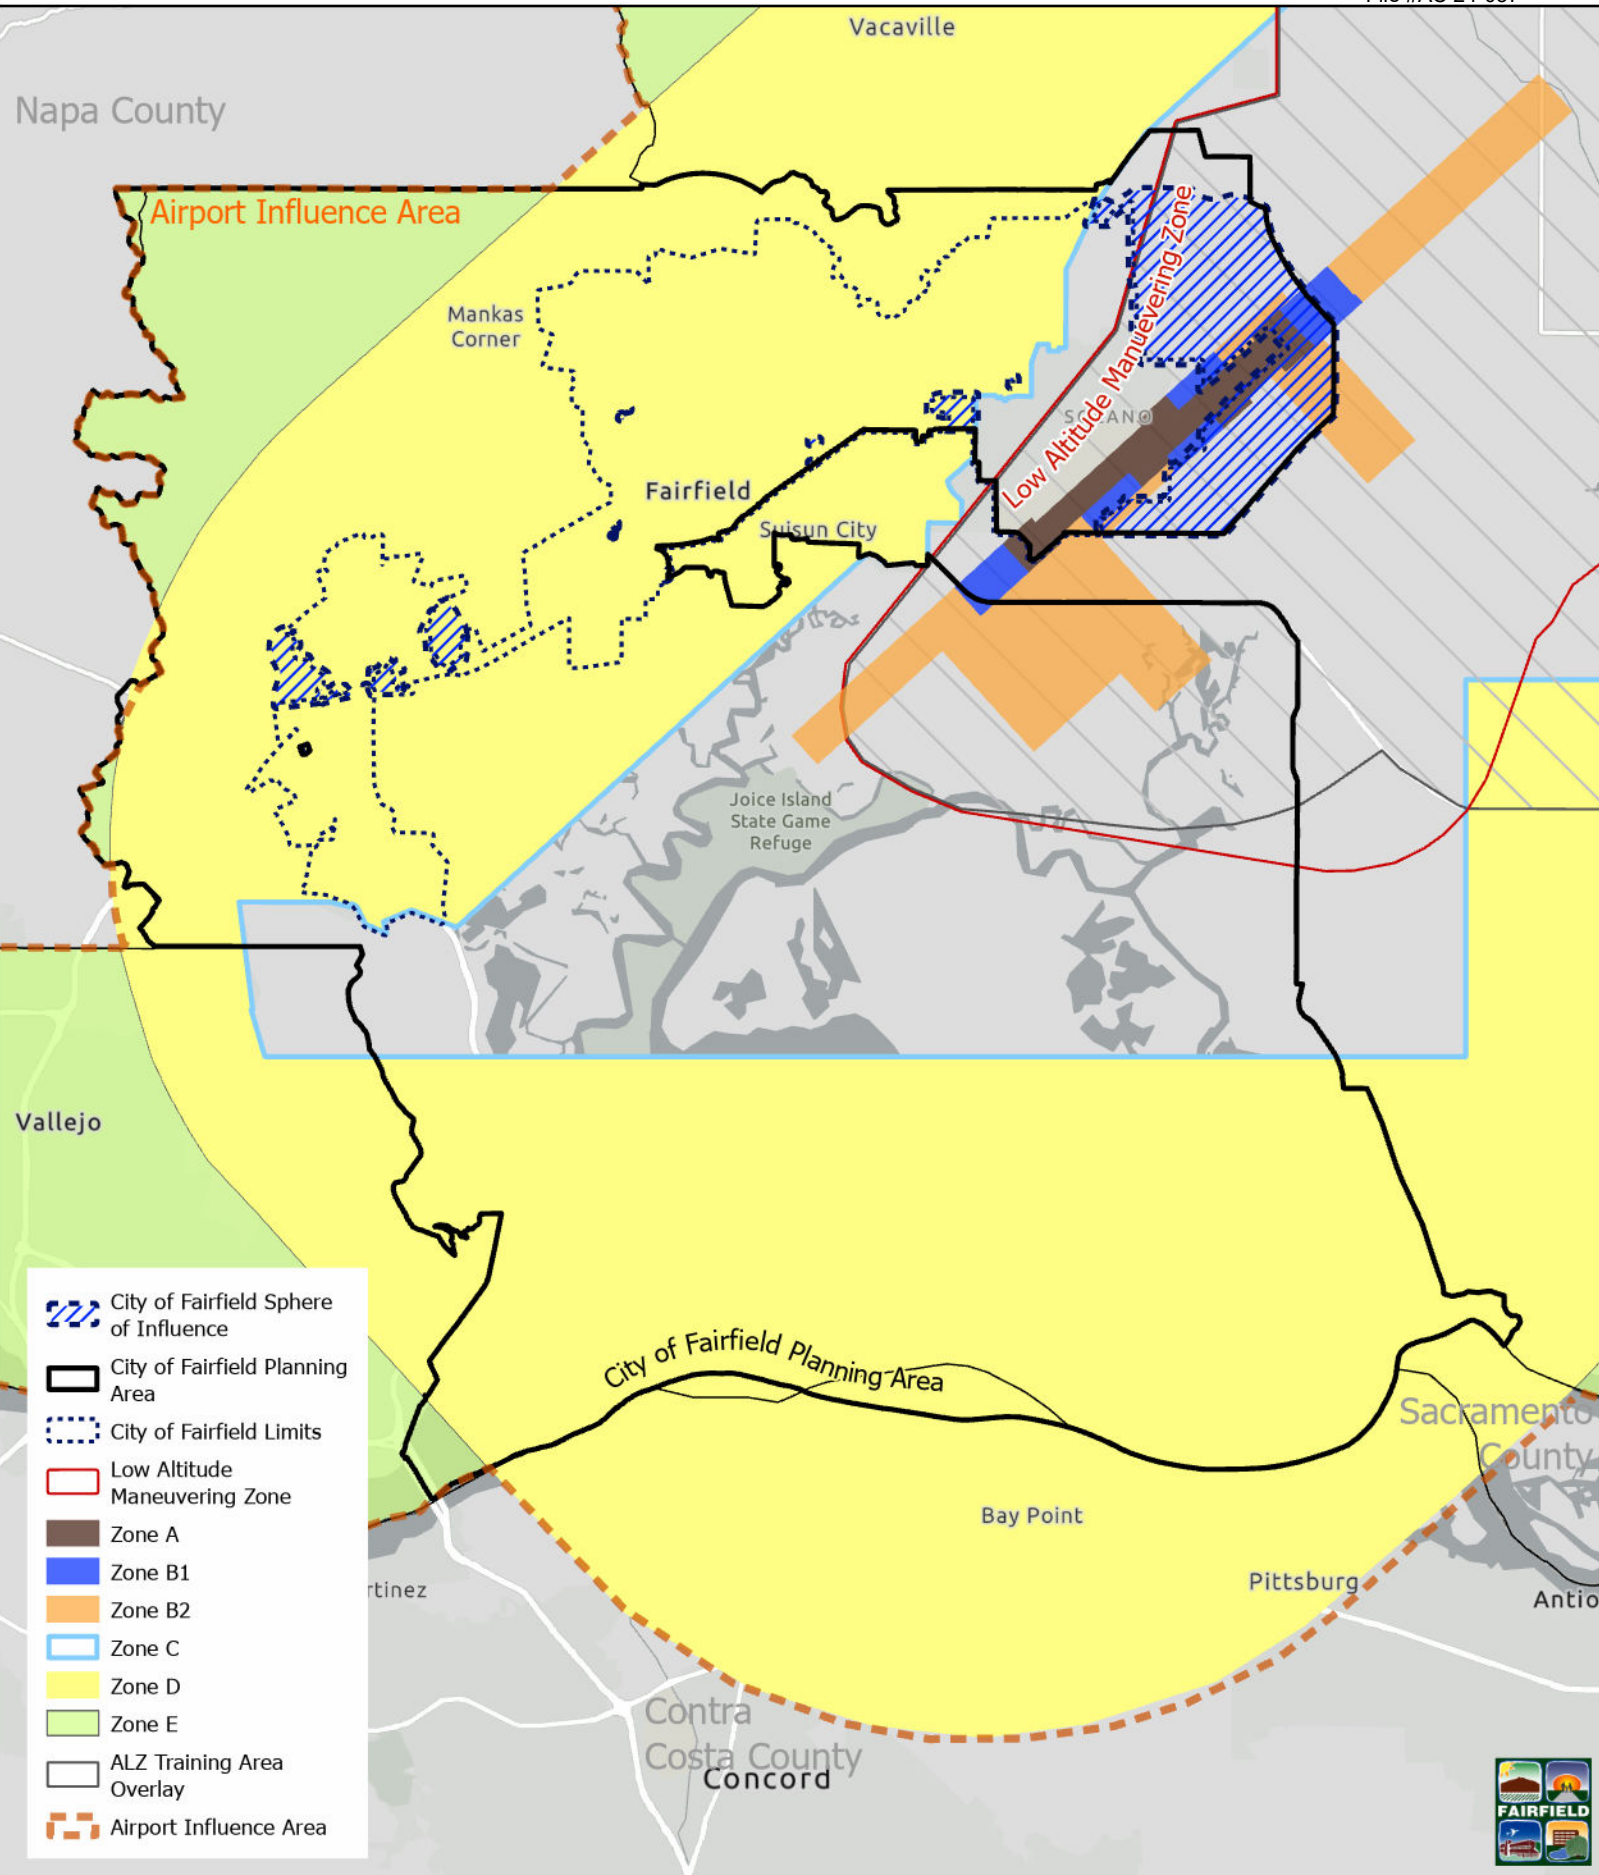 Vacaville
Napa County
Airport Influence Area
Low Altitude Manuevering Zone
Mankas
Corner
SOLANO
Fairfield
Suisun City
Joice Island
State Game
Refuge
Vallejo
City of Fairfield Planning Area
Sacramento
County
Bay Point
Pittsburg
Antio
rtinez
Contra
Costa County
Concord
City of Fairfield Sphere
of Influence
City of Fairfield Planning
Area
City of Fairfield Limits
Low Altitude
Maneuvering Zone
Zone A
Zone B1
Zone B2
Zone C
Zone D
Zone E
ALZ Training Area
Overlay
Airport Influence Area
FAIRFIELD